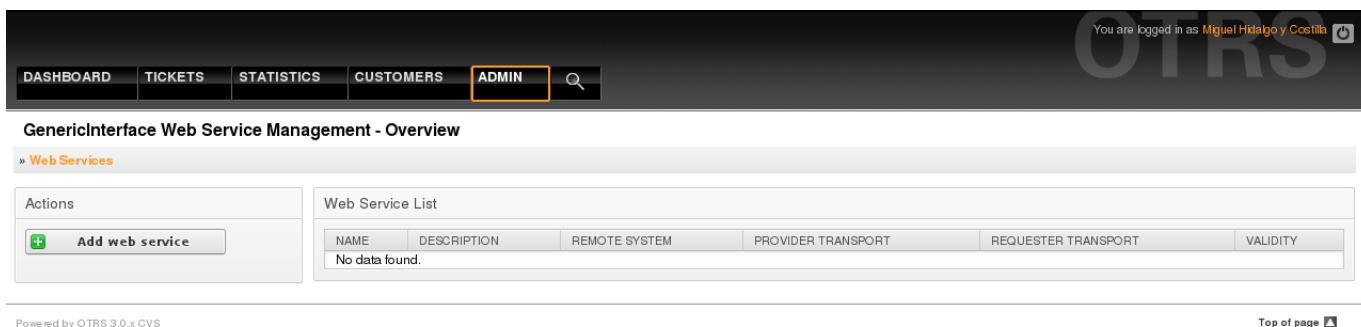 OTRS
You are logged in as Miguel Hidalgo y Costilla
DASHBOARD TICKETS STATISTICS CUSTOMERS ADMIN
GenericInterface Web Service Management - Overview
» Web Services
Actions
Add web service
Web Service List
NAME DESCRIPTION REMOTE SYSTEM PROVIDER TRANSPORT REQUESTER TRANSPORT VALIDITY
No data found.
Powered by OTRS 3.0.x CVS
Top of page